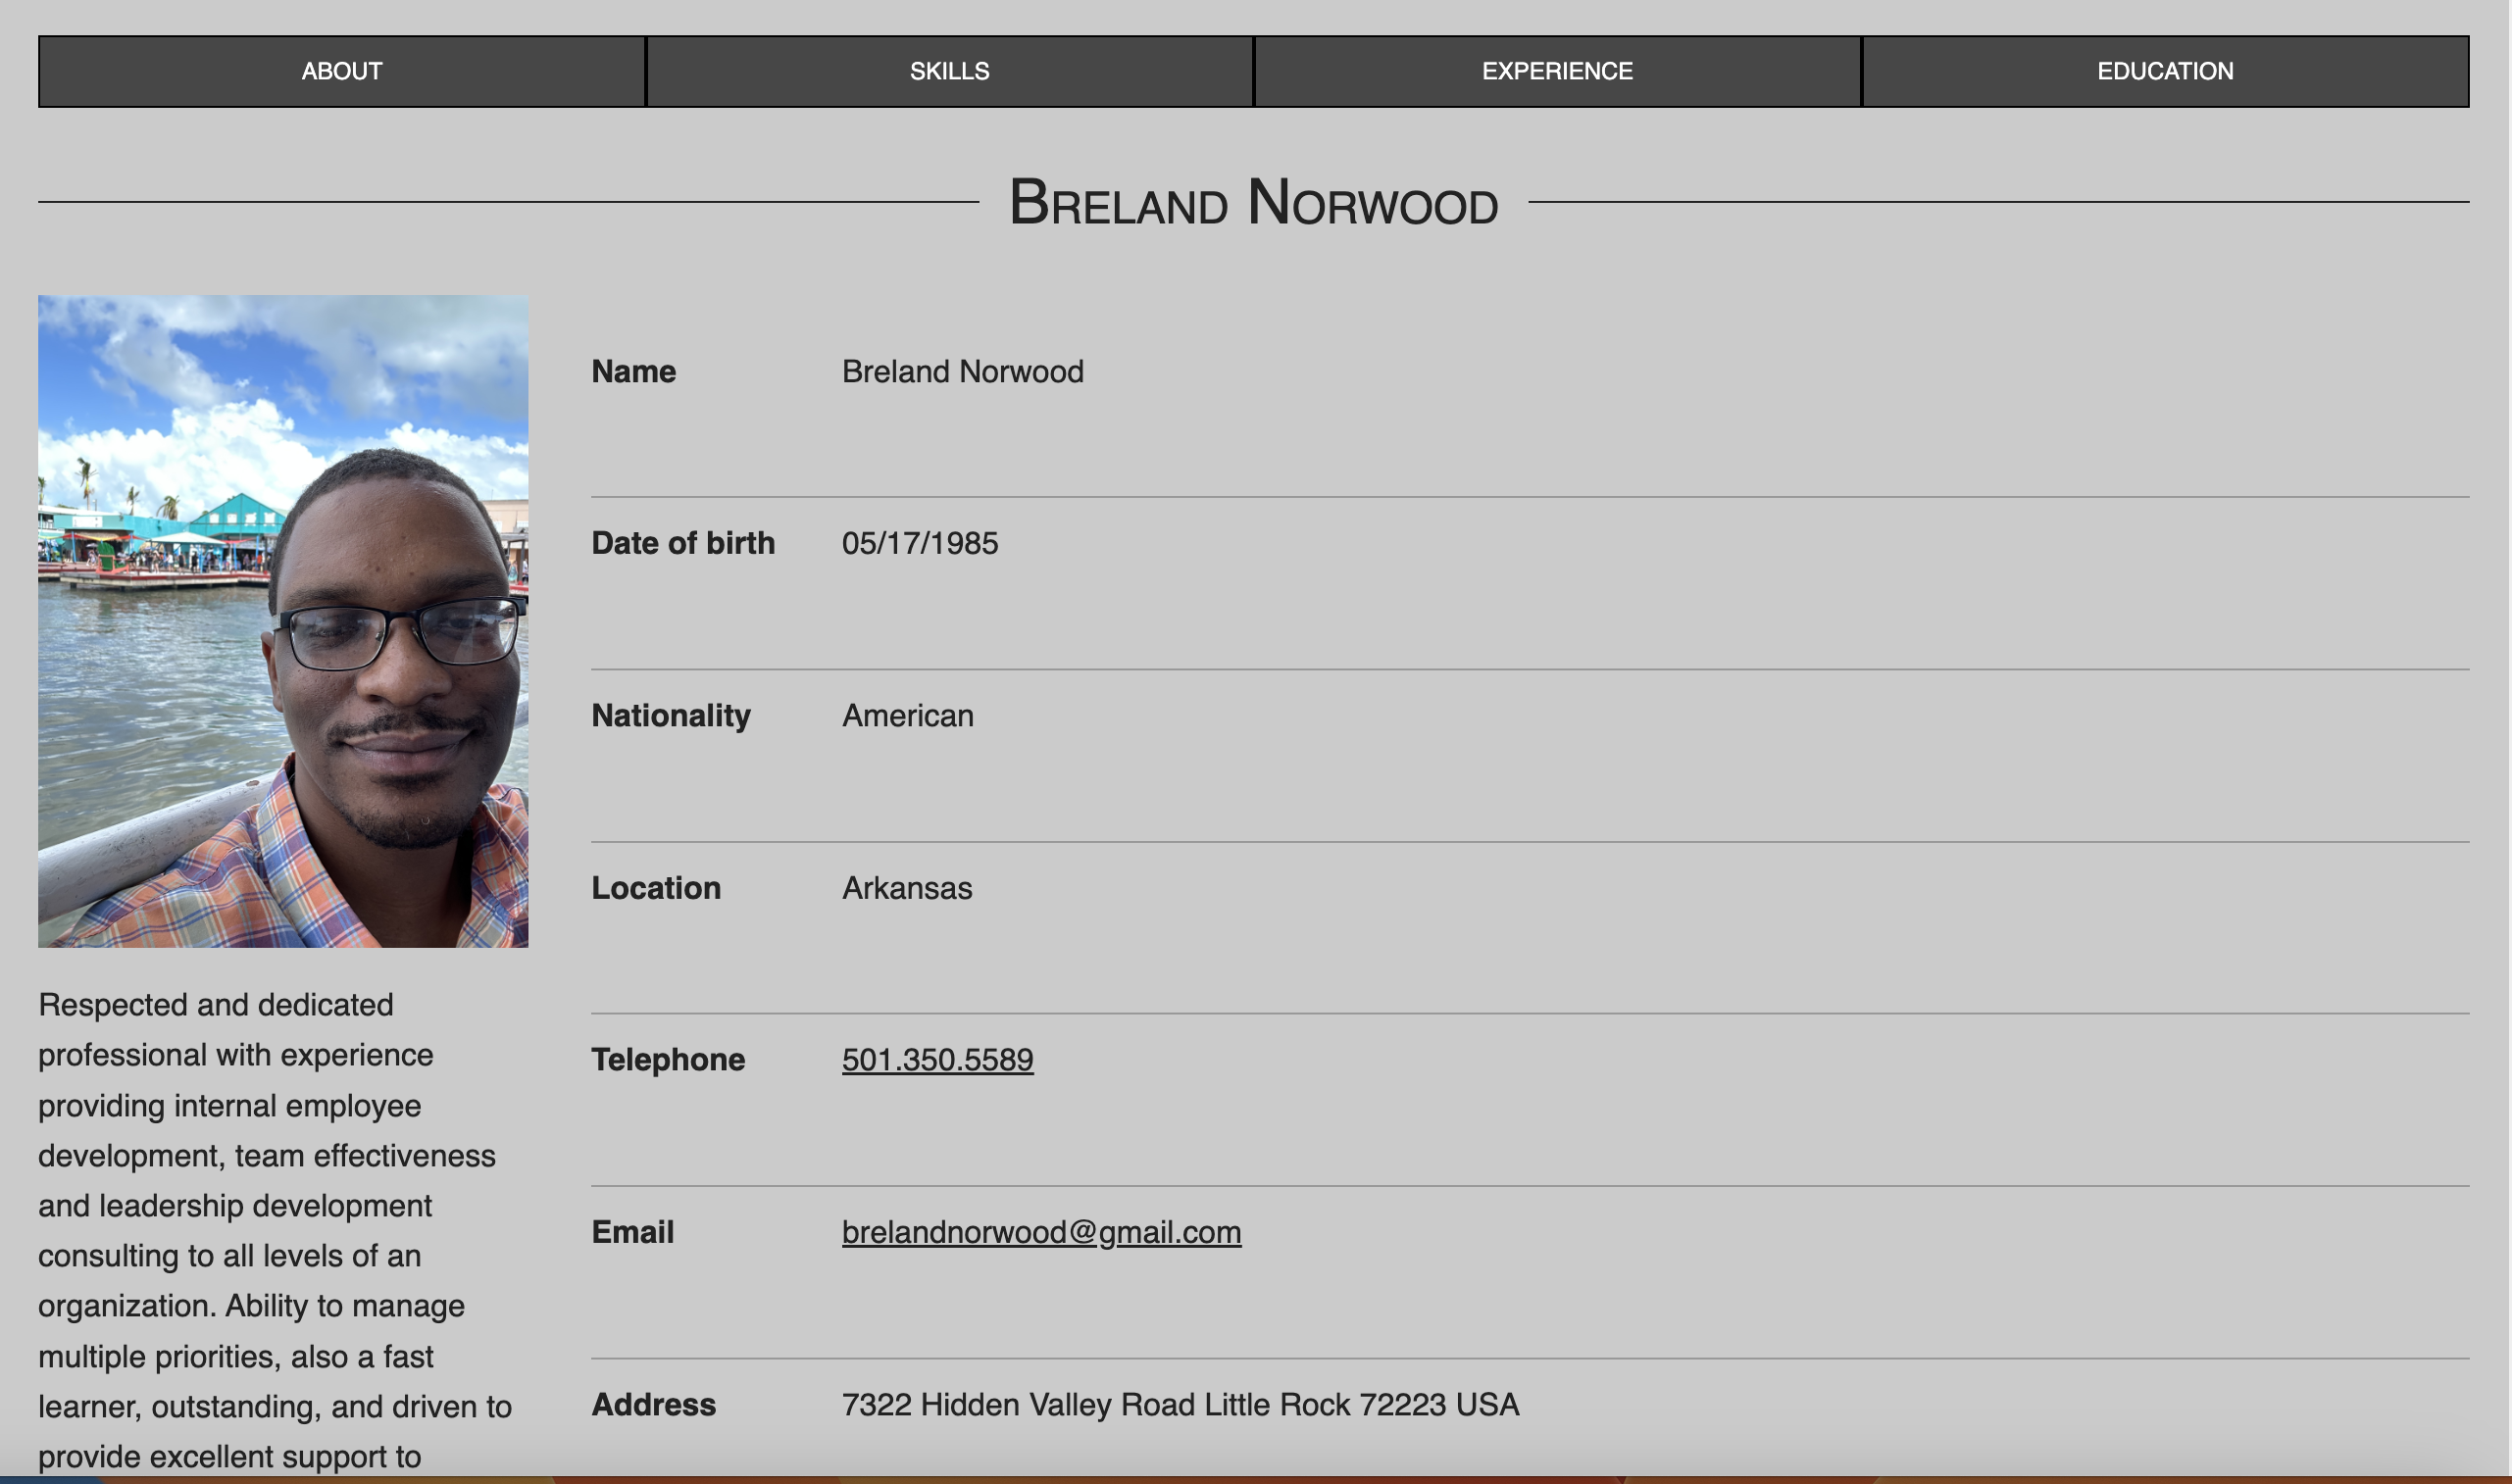 ABOUT
SKILLS
EXPERIENCE
EDUCATION
Breland Norwood
Name Breland Norwood
Date of birth 05/17/1985
Nationality American
Location Arkansas
Telephone 501.350.5589
Email brelandnorwood@gmail.com
Address 7322 Hidden Valley Road Little Rock 72223 USA
Respected and dedicated
professional with experience
providing internal employee
development, team effectiveness
and leadership development
consulting to all levels of an
organization. Ability to manage
multiple priorities, also a fast
learner, outstanding, and driven to
provide excellent support to